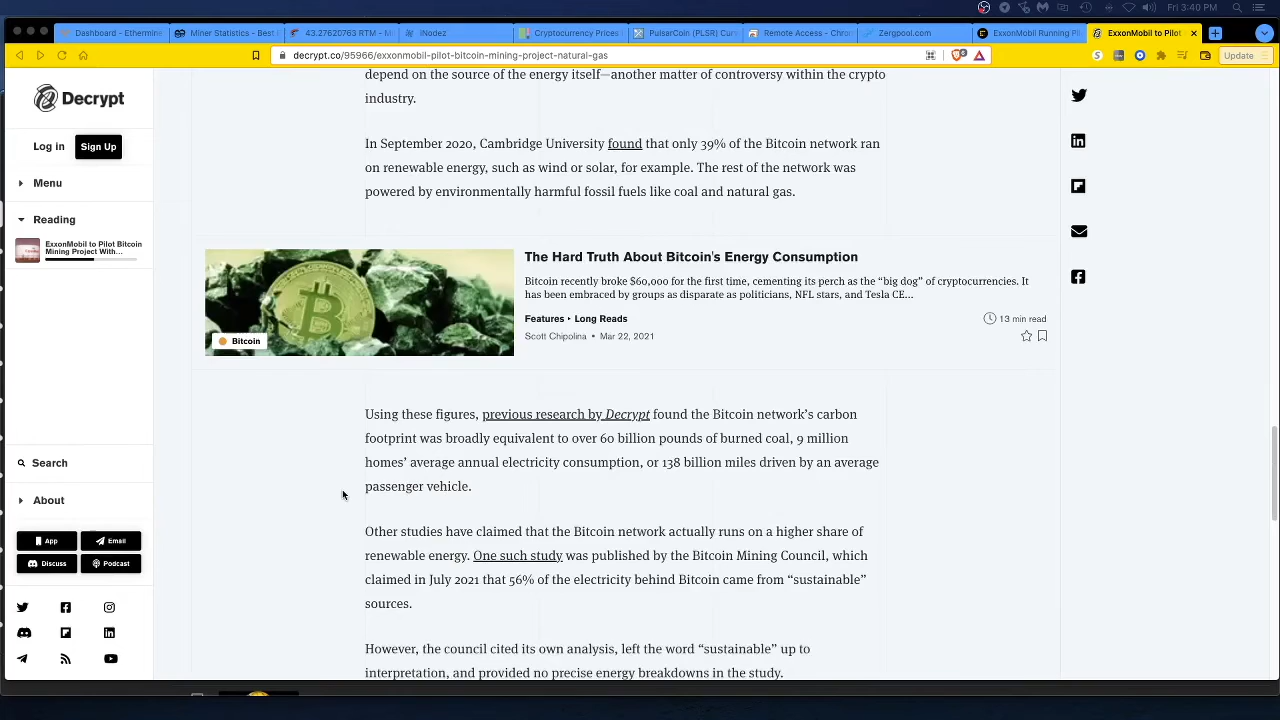 Fri 3:40 PM
Dashboard - Ethermine
Miner Statistics - Best
43.27620763 RTM - Mi
iNodez
Cryptocurrency Prices
PulsarCoin (PLSR) Curr
Remote Access - Chrom
Zergpool.com
ExxonMobil Running Pi
ExxonMobil to Pilot
decrypt.co/95966/exxonmobil-pilot-bitcoin-mining-project-natural-gas
Update
Decrypt
Log in
Sign Up
Menu
Reading
ExxonMobil to Pilot Bitcoin
Mining Project With...
Search
About
App
Email
Discuss
Podcast
depend on the source of the energy itself—another matter of controversy within the crypto
industry.
In September 2020, Cambridge University found that only 39% of the Bitcoin network ran
on renewable energy, such as wind or solar, for example. The rest of the network was
powered by environmentally harmful fossil fuels like coal and natural gas.
Bitcoin
The Hard Truth About Bitcoin's Energy Consumption
Bitcoin recently broke $60,000 for the first time, cementing its perch as the “big dog” of cryptocurrencies. It
has been embraced by groups as disparate as politicians, NFL stars, and Tesla CE...
Features ‣ Long Reads
13 min read
Scott Chipolina • Mar 22, 2021
Using these figures, previous research by Decrypt found the Bitcoin network’s carbon
footprint was broadly equivalent to over 60 billion pounds of burned coal, 9 million
homes’ average annual electricity consumption, or 138 billion miles driven by an average
passenger vehicle.
Other studies have claimed that the Bitcoin network actually runs on a higher share of
renewable energy. One such study was published by the Bitcoin Mining Council, which
claimed in July 2021 that 56% of the electricity behind Bitcoin came from “sustainable”
sources.
However, the council cited its own analysis, left the word “sustainable” up to
interpretation, and provided no precise energy breakdowns in the study.